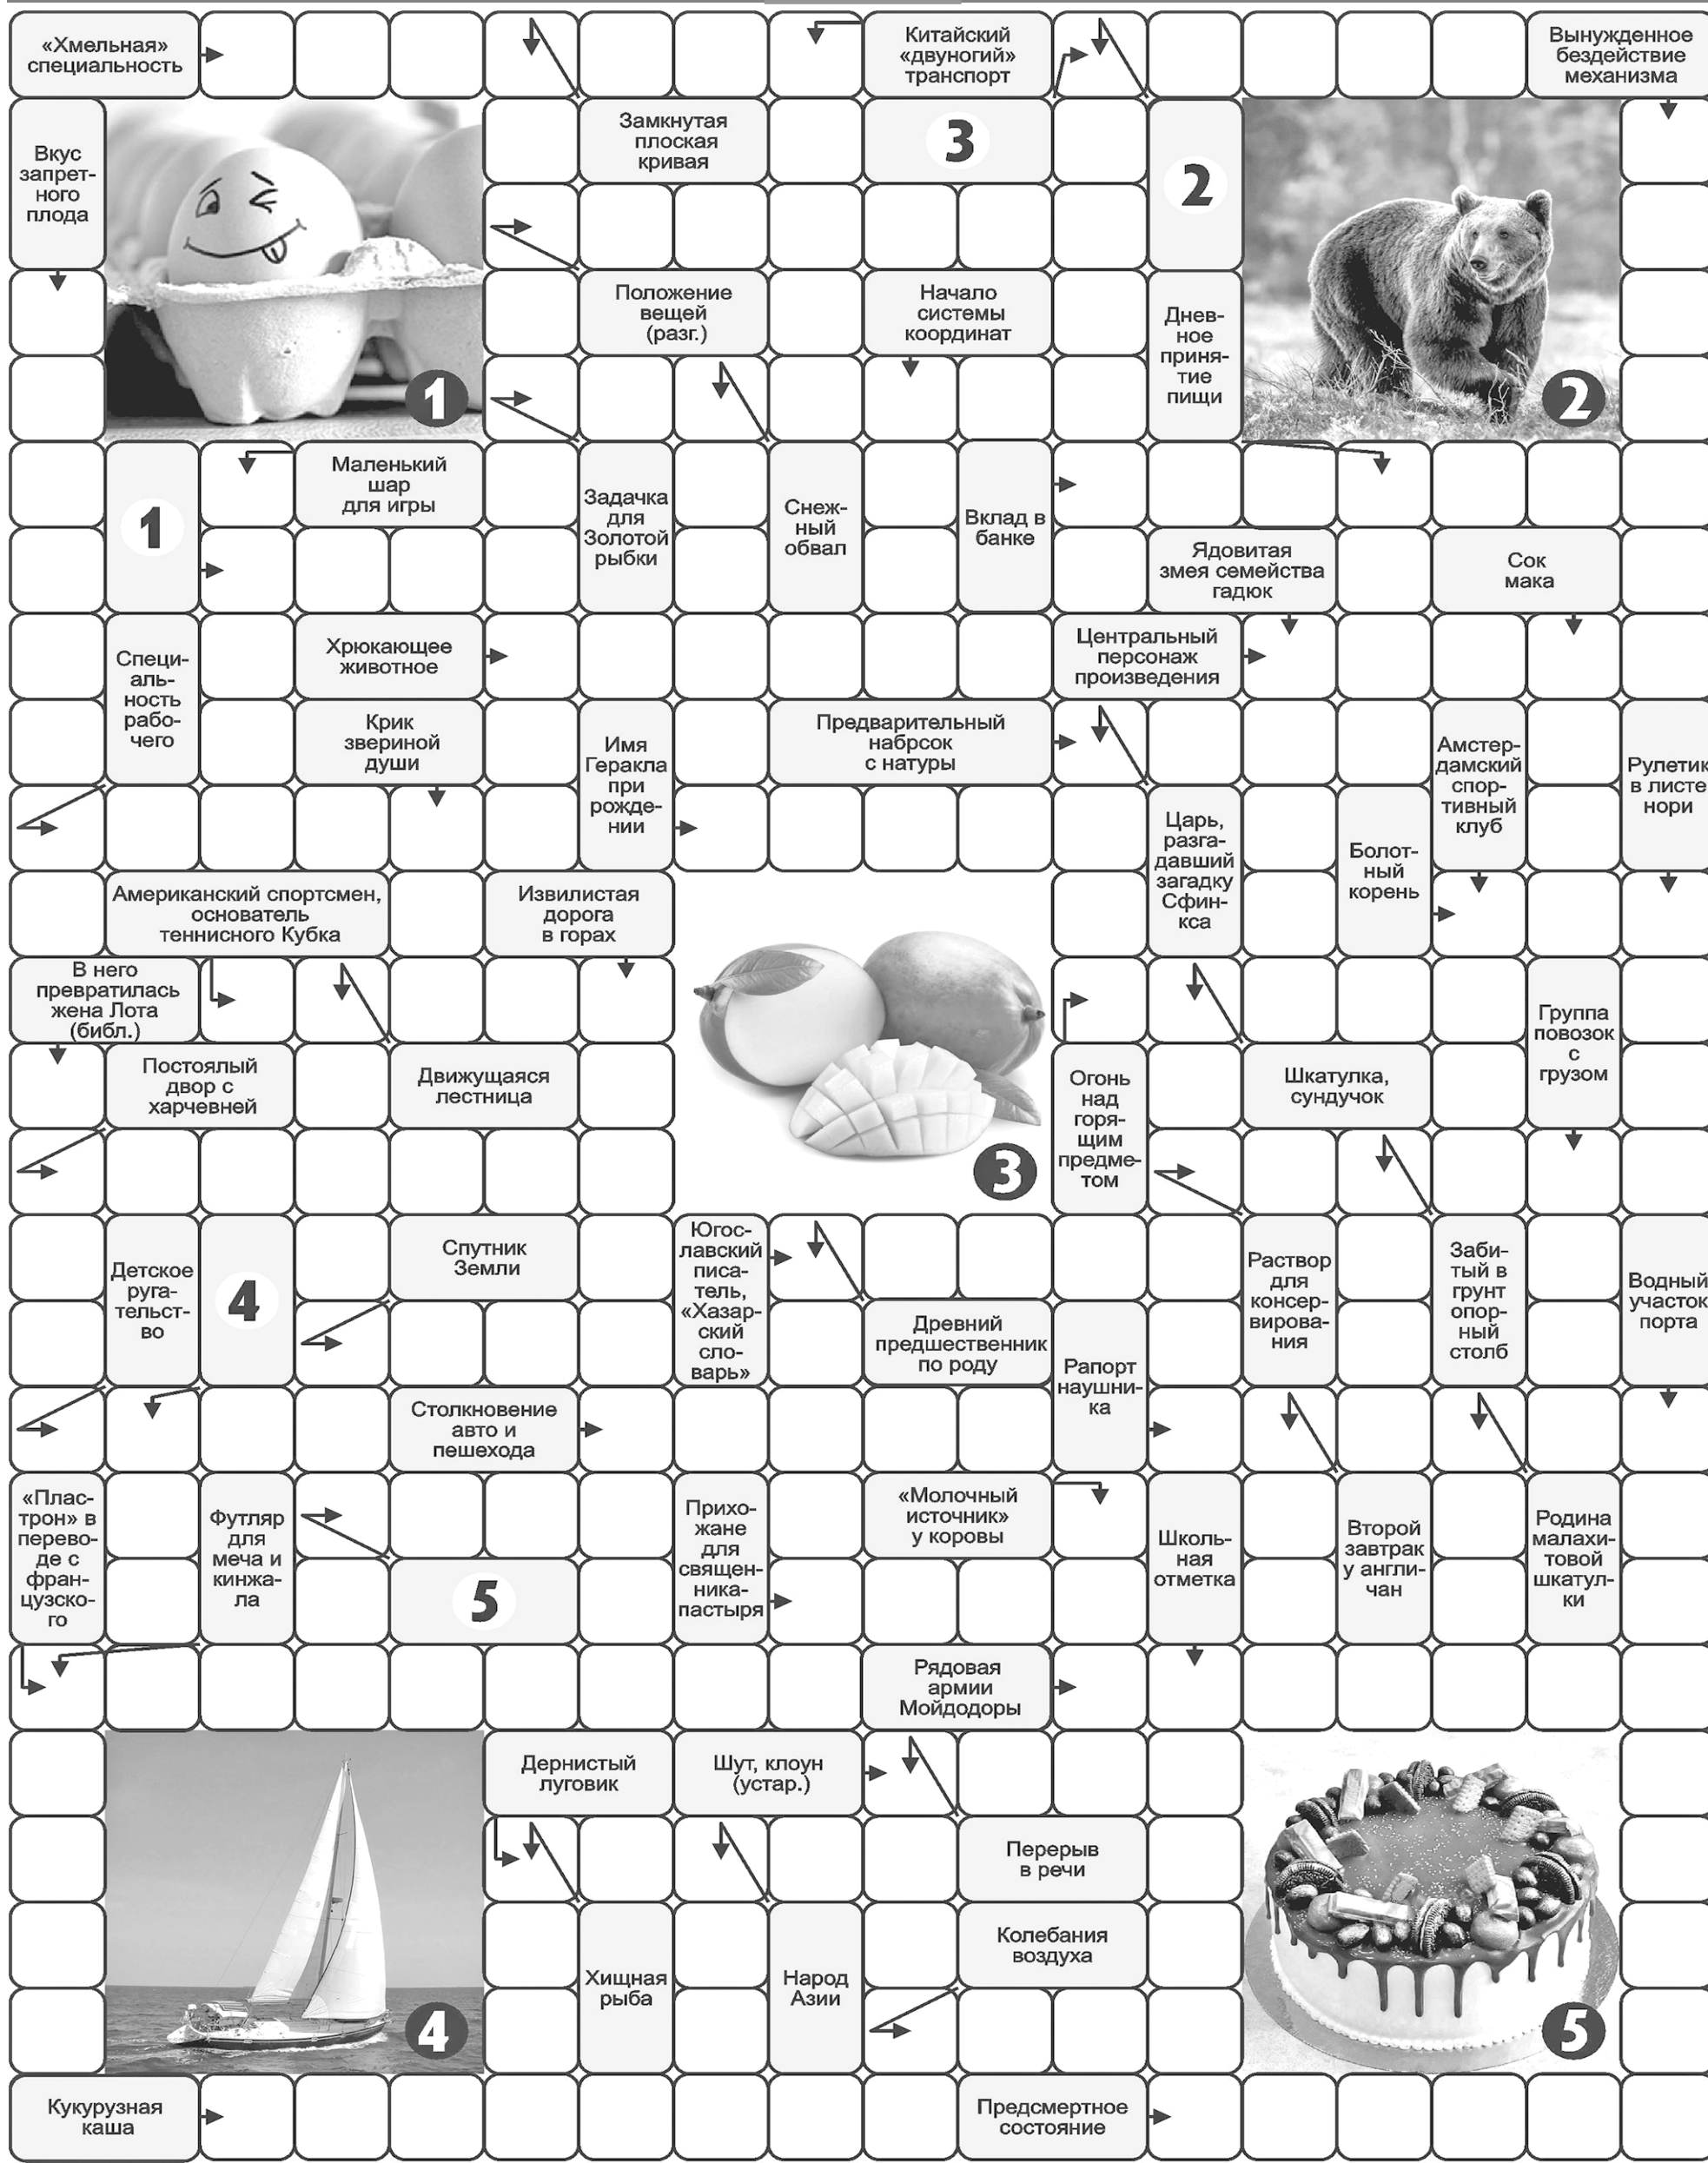 «Хмельная»
специальность
Китайский
«двуногий»
транспорт
Вынужденное
бездействие
механизма
Вкус
запрет-
ного
плода
Замкнутая
плоская
кривая
3
2
Положение
вещей
(разг.)
Начало
системы
координат
Днев-
ное
приня-
тие
пищи
1
2
1
Маленький
шар
для игры
Задачка
для
Золотой
рыбки
Снеж-
ный
обвал
Вклад в
банке
Ядовитая
змея семейства
гадюк
Сок
мака
Специ-
аль-
ность
рабо-
чего
Хрюкающее
животное
Центральный
персонаж
произведения
Крик
звериной
души
Имя
Геракла
при
рожде-
нии
Предварительный
набрсок
с натуры
Амстер-
дамский
спор-
тивный
клуб
Рулетик
в листе
нори
Царь,
разга-
давший
загадку
Сфин-
кса
Болот-
ный
корень
Американский спортсмен,
основатель
теннисного Кубка
Извилистая
дорога
в горах
В него
превратилась
жена Лота
(библ.)
Группа
повозок
с
грузом
Постоялый
двор с
харчевней
Движущаяся
лестница
Огонь
над
горя-
щим
предме-
том
Шкатулка,
сундучок
3
Детское
руга-
тельст-
во
4
Спутник
Земли
Югос-
лавский
писа-
тель,
«Хазар-
ский
сло-
варь»
Древний
предшественник
по роду
Раствор
для
консер-
вирова-
ния
Заби-
тый в
грунт
опор-
ный
столб
Водный
участок
порта
Рапорт
наушни-
ка
Столкновение
авто и
пешехода
«Плас-
трон» в
перево-
де с
фран-
цузско-
го
Футляр
для
меча и
кинжа-
ла
5
Прихо-
жане
для
священ-
ника-
пастыря
«Молочный
источник»
у коровы
Школь-
ная
отметка
Второй
завтрак
у англи-
чан
Родина
малахи-
товой
шкатул-
ки
Рядовая
армии
Мойдодоры
Дернистый
луговик
Шут, клоун
(устар.)
Перерыв
в речи
Колебания
воздуха
Хищная
рыба
Народ
Азии
4
5
Кукурузная
каша
Предсмертное
состояние